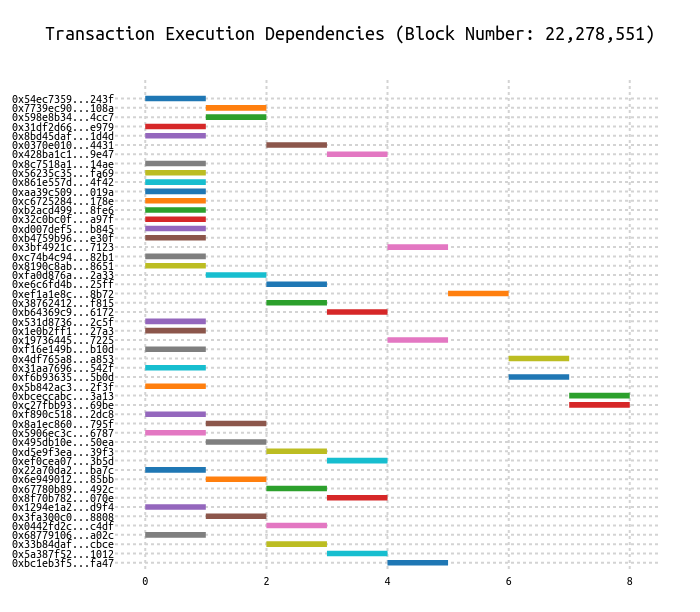 Transaction Execution Dependencies (Block Number: 22,278,551)
0x54ec7359...243f
0x7739ec90...108a
0x598e8b34...4cc7
0x31df2d66...e979
0x8bd45daf...1d4d
0x0370e010...4431
0x428ba1c1...9e47
0x8c7518a1...14ae
0x56235c35...fa69
0x861e557d...4f42
0xaa39c509...019a
0xc6725284...178e
0xb2acd499...8fe6
0x32c0bc0f...a97f
0xd007def5...b845
0xb4759b96...e30f
0x3bf4921c...7123
0xc74b4c94...82b1
0x8190c8ab...8651
0xfa0d876a...2a33
0xe6c6fd4b...25ff
0xef1a1e8c...8b72
0x38762412...f815
0xb64369c9...6172
0x531d8736...2c5f
0x1e0b2ff1...27a3
0x19736445...7225
0xf16e149b...b10d
0x4df765a8...a853
0x31aa7696...542f
0xf6b93635...5b0d
0x5b842ac3...2f3f
0xbceccabc...3a13
0xc27fbb93...69be
0xf890c518...2dc8
0x8a1ec860...795f
0x5906ec3c...6787
0x495db10e...50ea
0xd5e9f3ea...39f3
0xef0cea07...3b5d
0x22a70da2...ba7c
0x6e949012...85bb
0x67780b89...492c
0x8f70b782...070e
0x1294e1a2...d9f4
0x3fa300c0...8808
0x0442fd2c...c4df
0x68779106...a02c
0x33b84daf...cbce
0x5a387f52...1012
0xbc1eb3f5...fa47
0 2 4 6 8